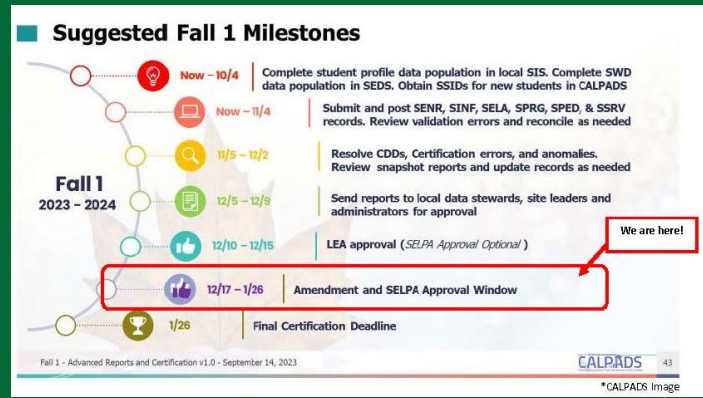 Suggested Fall 1 Milestones
Now – 10/4
Complete student profile data population in local SIS. Complete SWD
data population in SEDS. Obtain SSIDs for new students in CALPADS
Now – 11/4
Submit and post SENR, SINF, SELA, SPRG, SPED, & SSRV
records. Review validation errors and reconcile as needed
11/5 – 12/2
Resolve CDDs, Certification errors, and anomalies.
Review snapshot reports and update records as needed
Fall 1
2023 – 2024
12/5 – 12/9
Send reports to local data stewards, site leaders and
administrators for approval
We are here!
12/10 – 12/15
LEA approval (SELPA Approval Optional )
12/17 – 1/26
Amendment and SELPA Approval Window
1/26
Final Certification Deadline
Fall 1 - Advanced Reports and Certification v1.0 - September 14, 2023
CALPADS
43
*CALPADS Image